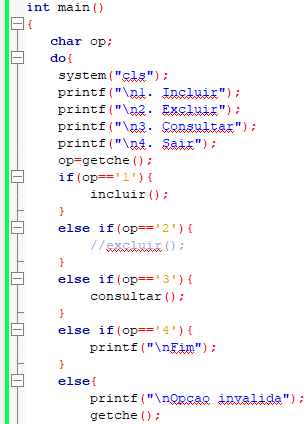 int main()
{
char op;
do{
system("cls");
printf("\n1. Incluir");
printf("\n2. Excluir");
printf("\n3. Consultar");
printf("\n4. Sair");
op=getche();
if(op=='1'){
incluir();
}
else if(op=='2'){
//excluir();
}
else if(op=='3'){
consultar();
}
else if(op=='4'){
printf("\nFim");
}
else{
printf("\nOpcao invalida");
getche();